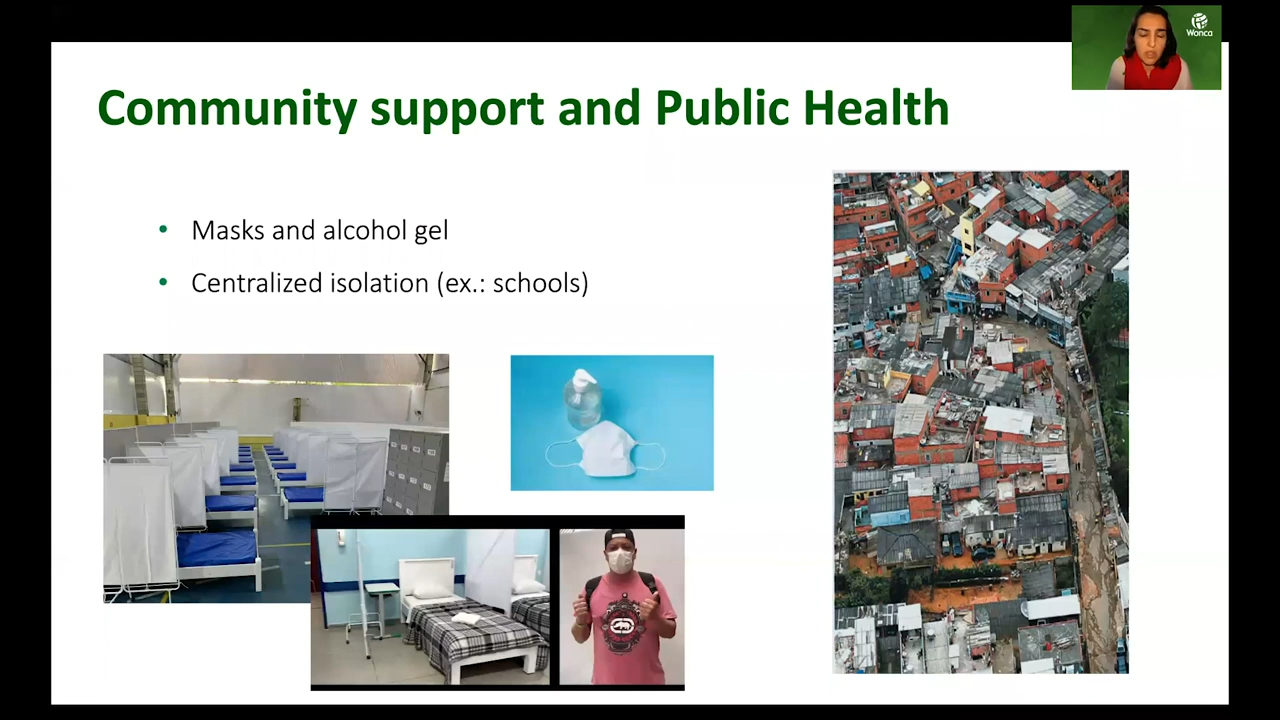 Wonca
Community support and Public Health
• Masks and alcohol gel
• Centralized isolation (ex.: schools)